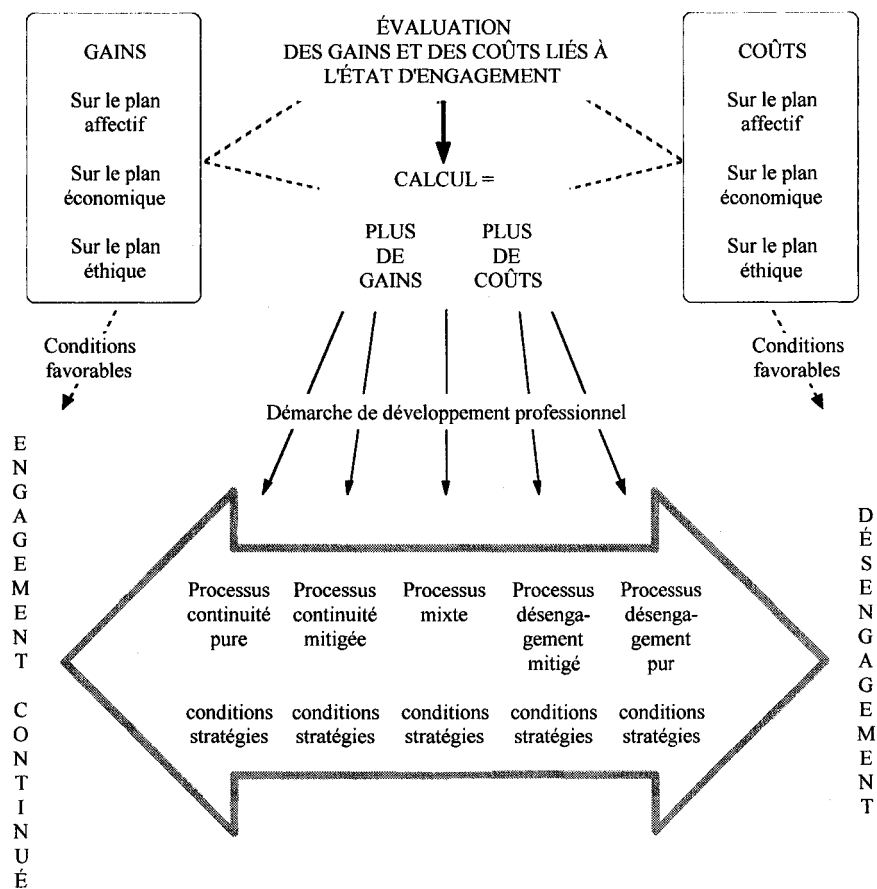 ÉVALUATION
DES GAINS ET DES COÛTS LIÉS À
L'ÉTAT D'ENGAGEMENT
GAINS
Sur le plan
affectif
Sur le plan
économique
Sur le plan
éthique
COÛTS
Sur le plan
affectif
Sur le plan
économique
Sur le plan
éthique
CALCUL =
PLUS
DE
GAINS
PLUS
DE
COÛTS
Conditions
favorables
Conditions
favorables
Démarche de développement professionnel
ENGAGEMENT CONTINUÉ
Processus
continuité
pure
Processus
continuité
mitigée
Processus
mixte
Processus
désenga-
gement
mitigé
Processus
désenga-
gement
pur
conditions
stratégies
conditions
stratégies
conditions
stratégies
conditions
stratégies
conditions
stratégies
DÉSENGAGEMENT